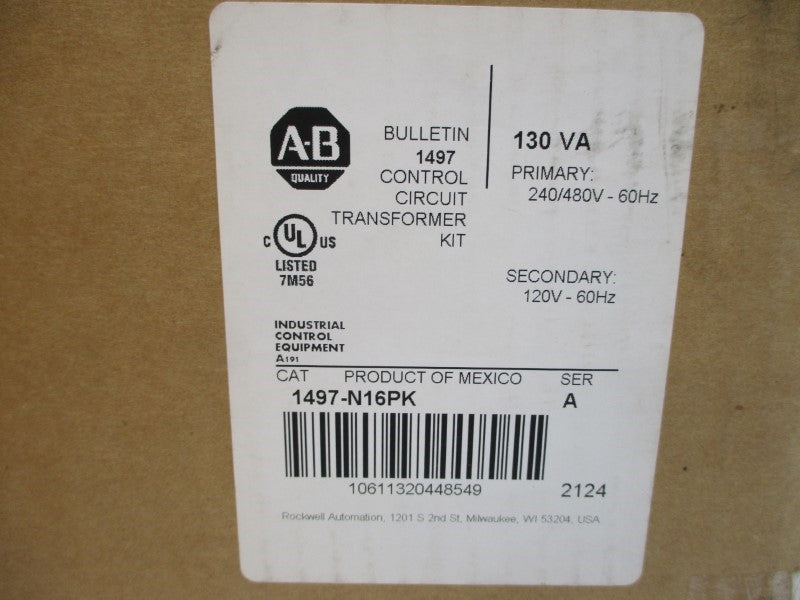 A-B
QUALITY
BULLETIN
1497
CONTROL
CIRCUIT
TRANSFORMER
KIT
130 VA
PRIMARY:
240/480V - 60Hz
SECONDARY:
120V - 60Hz
C UL US
LISTED
7M56
INDUSTRIAL
CONTROL
EQUIPMENT
A191
CAT PRODUCT OF MEXICO SER
1497-N16PK A
10611320448549 2124
Rockwell Automation, 1201 S 2nd St, Milwaukee, WI 53204, USA